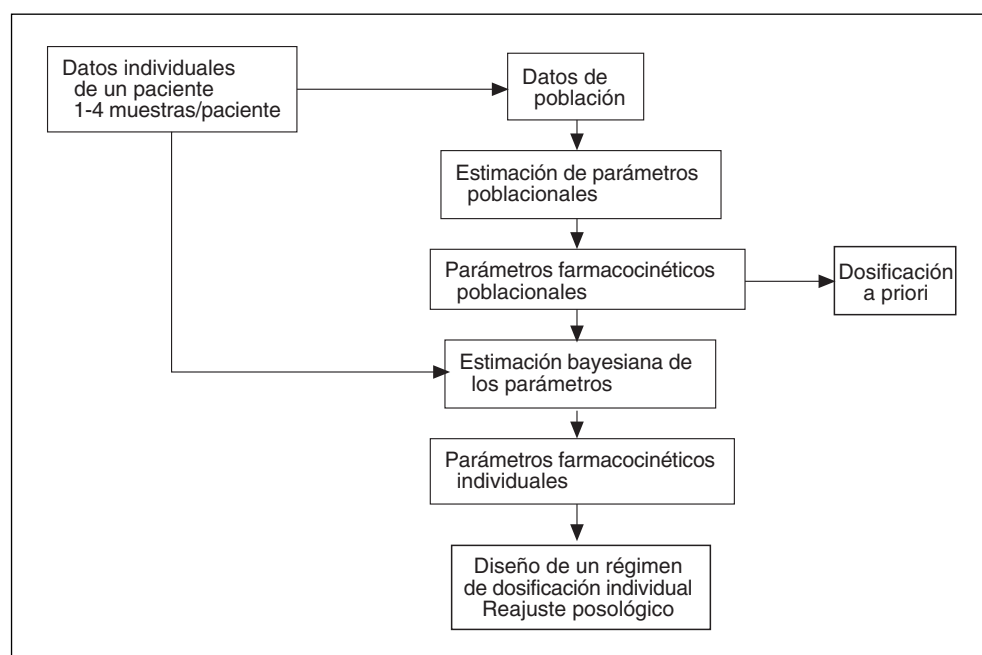 Datos individuales
de un paciente
1-4 muestras/paciente
Datos de
población
Estimación de parámetros
poblacionales
Parámetros farmacocinéticos
poblacionales
Dosificación
a priori
Estimación bayesiana de
los parámetros
Parámetros farmacocinéticos
individuales
Diseño de un régimen
de dosificación individual
Reajuste posológico